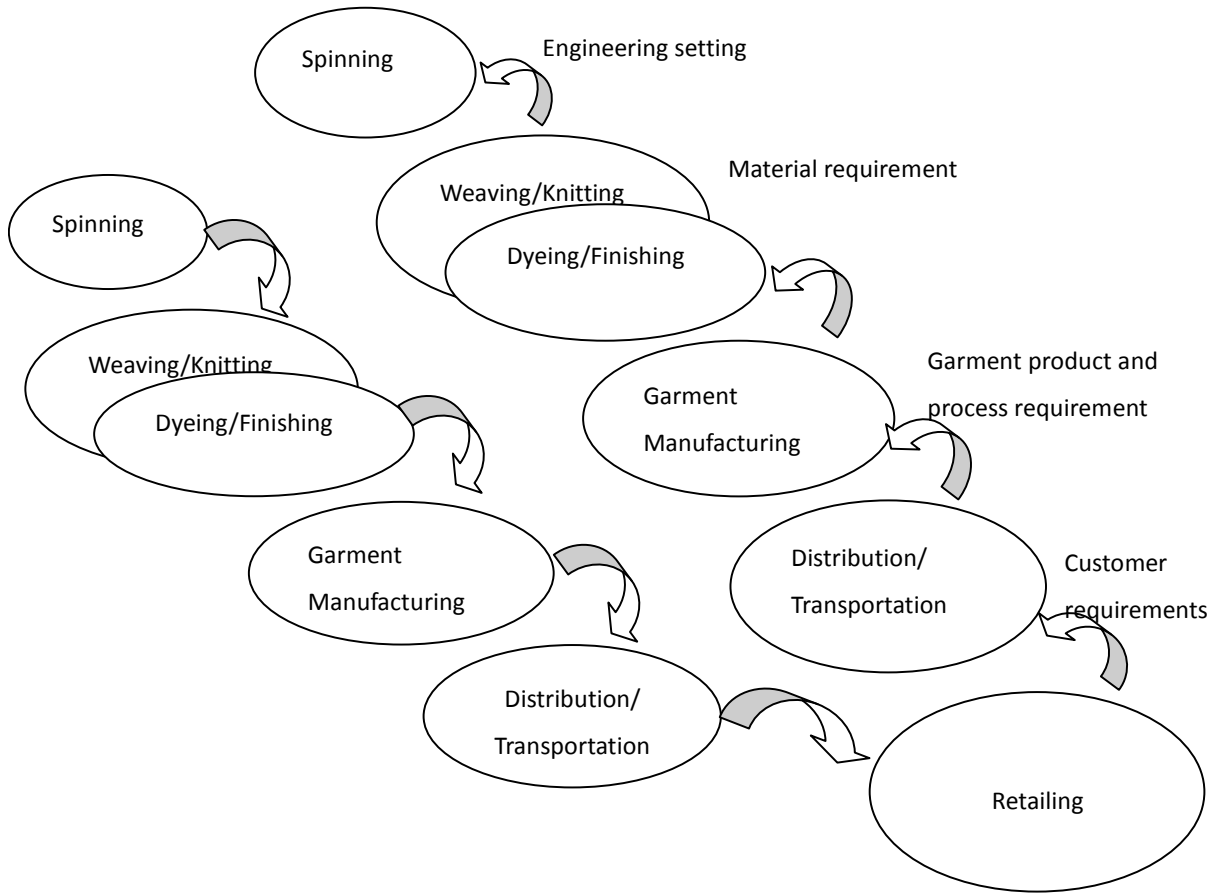 Spinning
Engineering setting
Weaving/Knitting
Material requirement
Dyeing/Finishing
Spinning
Weaving/Knitting
Dyeing/Finishing
Garment
Manufacturing
Garment product and
process requirement
Garment
Manufacturing
Distribution/
Transportation
Customer
requirements
Distribution/
Transportation
Retailing